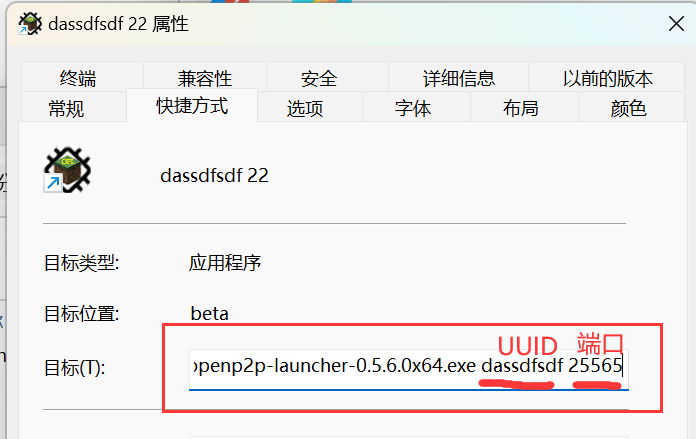 dassdfsdf 22 属性
终端 兼容性 安全 详细信息 以前的版本
常规 快捷方式 选项 字体 布局 颜色
OPL
dassdfsdf 22
目标类型: 应用程序
目标位置: beta
UUID 端口
目标(T): openp2p-launcher-0.5.6.0x64.exe dassdfsdf 25565